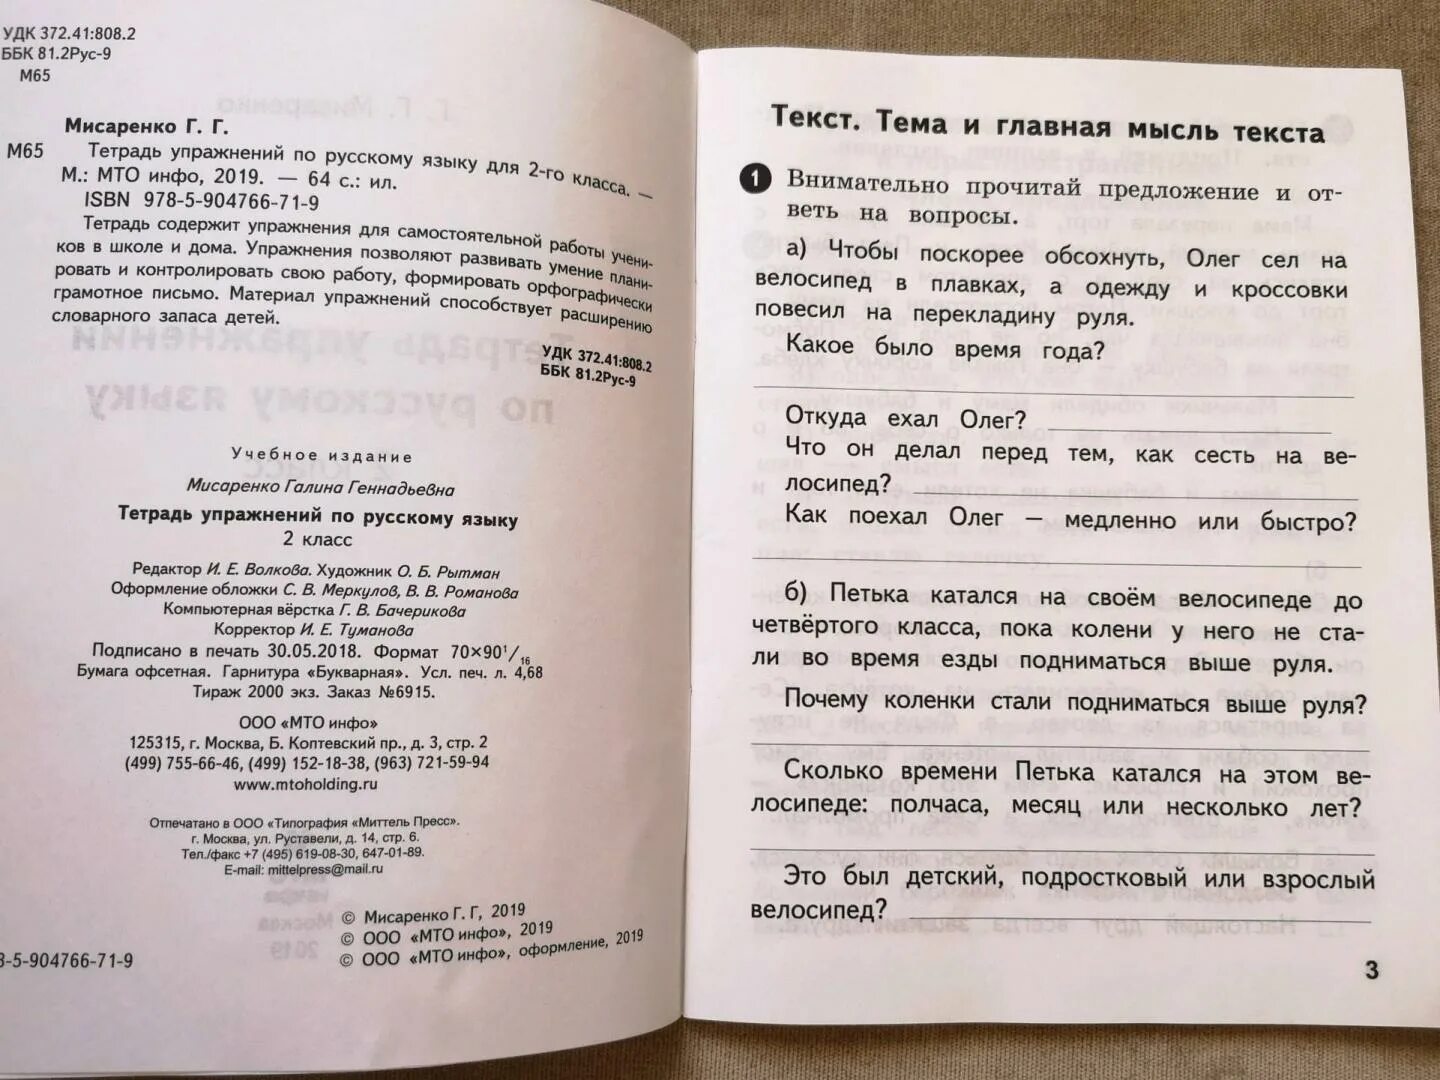 УДК 372.41:808.2
ББК 81.2Рус-9
М65
Мисаренко Г. Г.
М65 Тетрадь упражнений по русскому языку для 2-го класса. —
М.: МТО инфо, 2019. — 64 с.: ил.
ISBN 978-5-904766-71-9
Тетрадь содержит упражнения для самостоятельной работы учени-
ков в школе и дома. Упражнения позволяют развивать умение плани-
ровать и контролировать свою работу, формировать орфографически
грамотное письмо. Материал упражнений способствует расширению
словарного запаса детей.
УДК 372.41:808.2
ББК 81.2Рус-9
Учебное издание
Мисаренко Галина Геннадьевна
Тетрадь упражнений по русскому языку
2 класс
Редактор И. Е. Волкова. Художник О. Б. Рытман
Оформление обложки С. В. Меркулов, В. В. Романова
Компьютерная вёрстка Г. В. Бачерикова
Корректор И. Е. Туманова
Подписано в печать 30.05.2018. Формат 70×90¹/₁₆
Бумага офсетная. Гарнитура «Букварная». Усл. печ. л. 4,68
Тираж 2000 экз. Заказ №6915.
ООО «МТО инфо»
125315, г. Москва, Б. Коптевский пр., д. 3, стр. 2
(499) 755-66-46, (499) 152-18-38, (963) 721-59-94
www.mtoholding.ru
Отпечатано в ООО «Типография «Миттель Пресс».
г. Москва, ул. Руставели, д. 14, стр. 6.
Тел./факс +7 (495) 619-08-30, 647-01-89.
E-mail: mittelpress@mail.ru
© Мисаренко Г. Г, 2019
© ООО «МТО инфо», 2019
© ООО «МТО инфо», оформление, 2019
8-5-904766-71-9
Текст. Тема и главная мысль текста
1 Внимательно прочитай предложение и от-
веть на вопросы.
а) Чтобы поскорее обсохнуть, Олег сел на
велосипед в плавках, а одежду и кроссовки
повесил на перекладину руля.
Какое было время года?
Откуда ехал Олег?
Что он делал перед тем, как сесть на ве-
лосипед?
Как поехал Олег — медленно или быстро?
б) Петька катался на своём велосипеде до
четвёртого класса, пока колени у него не ста-
ли во время езды подниматься выше руля.
Почему коленки стали подниматься выше руля?
Сколько времени Петька катался на этом ве-
лосипеде: полчаса, месяц или несколько лет?
Это был детский, подростковый или взрослый
велосипед?
3